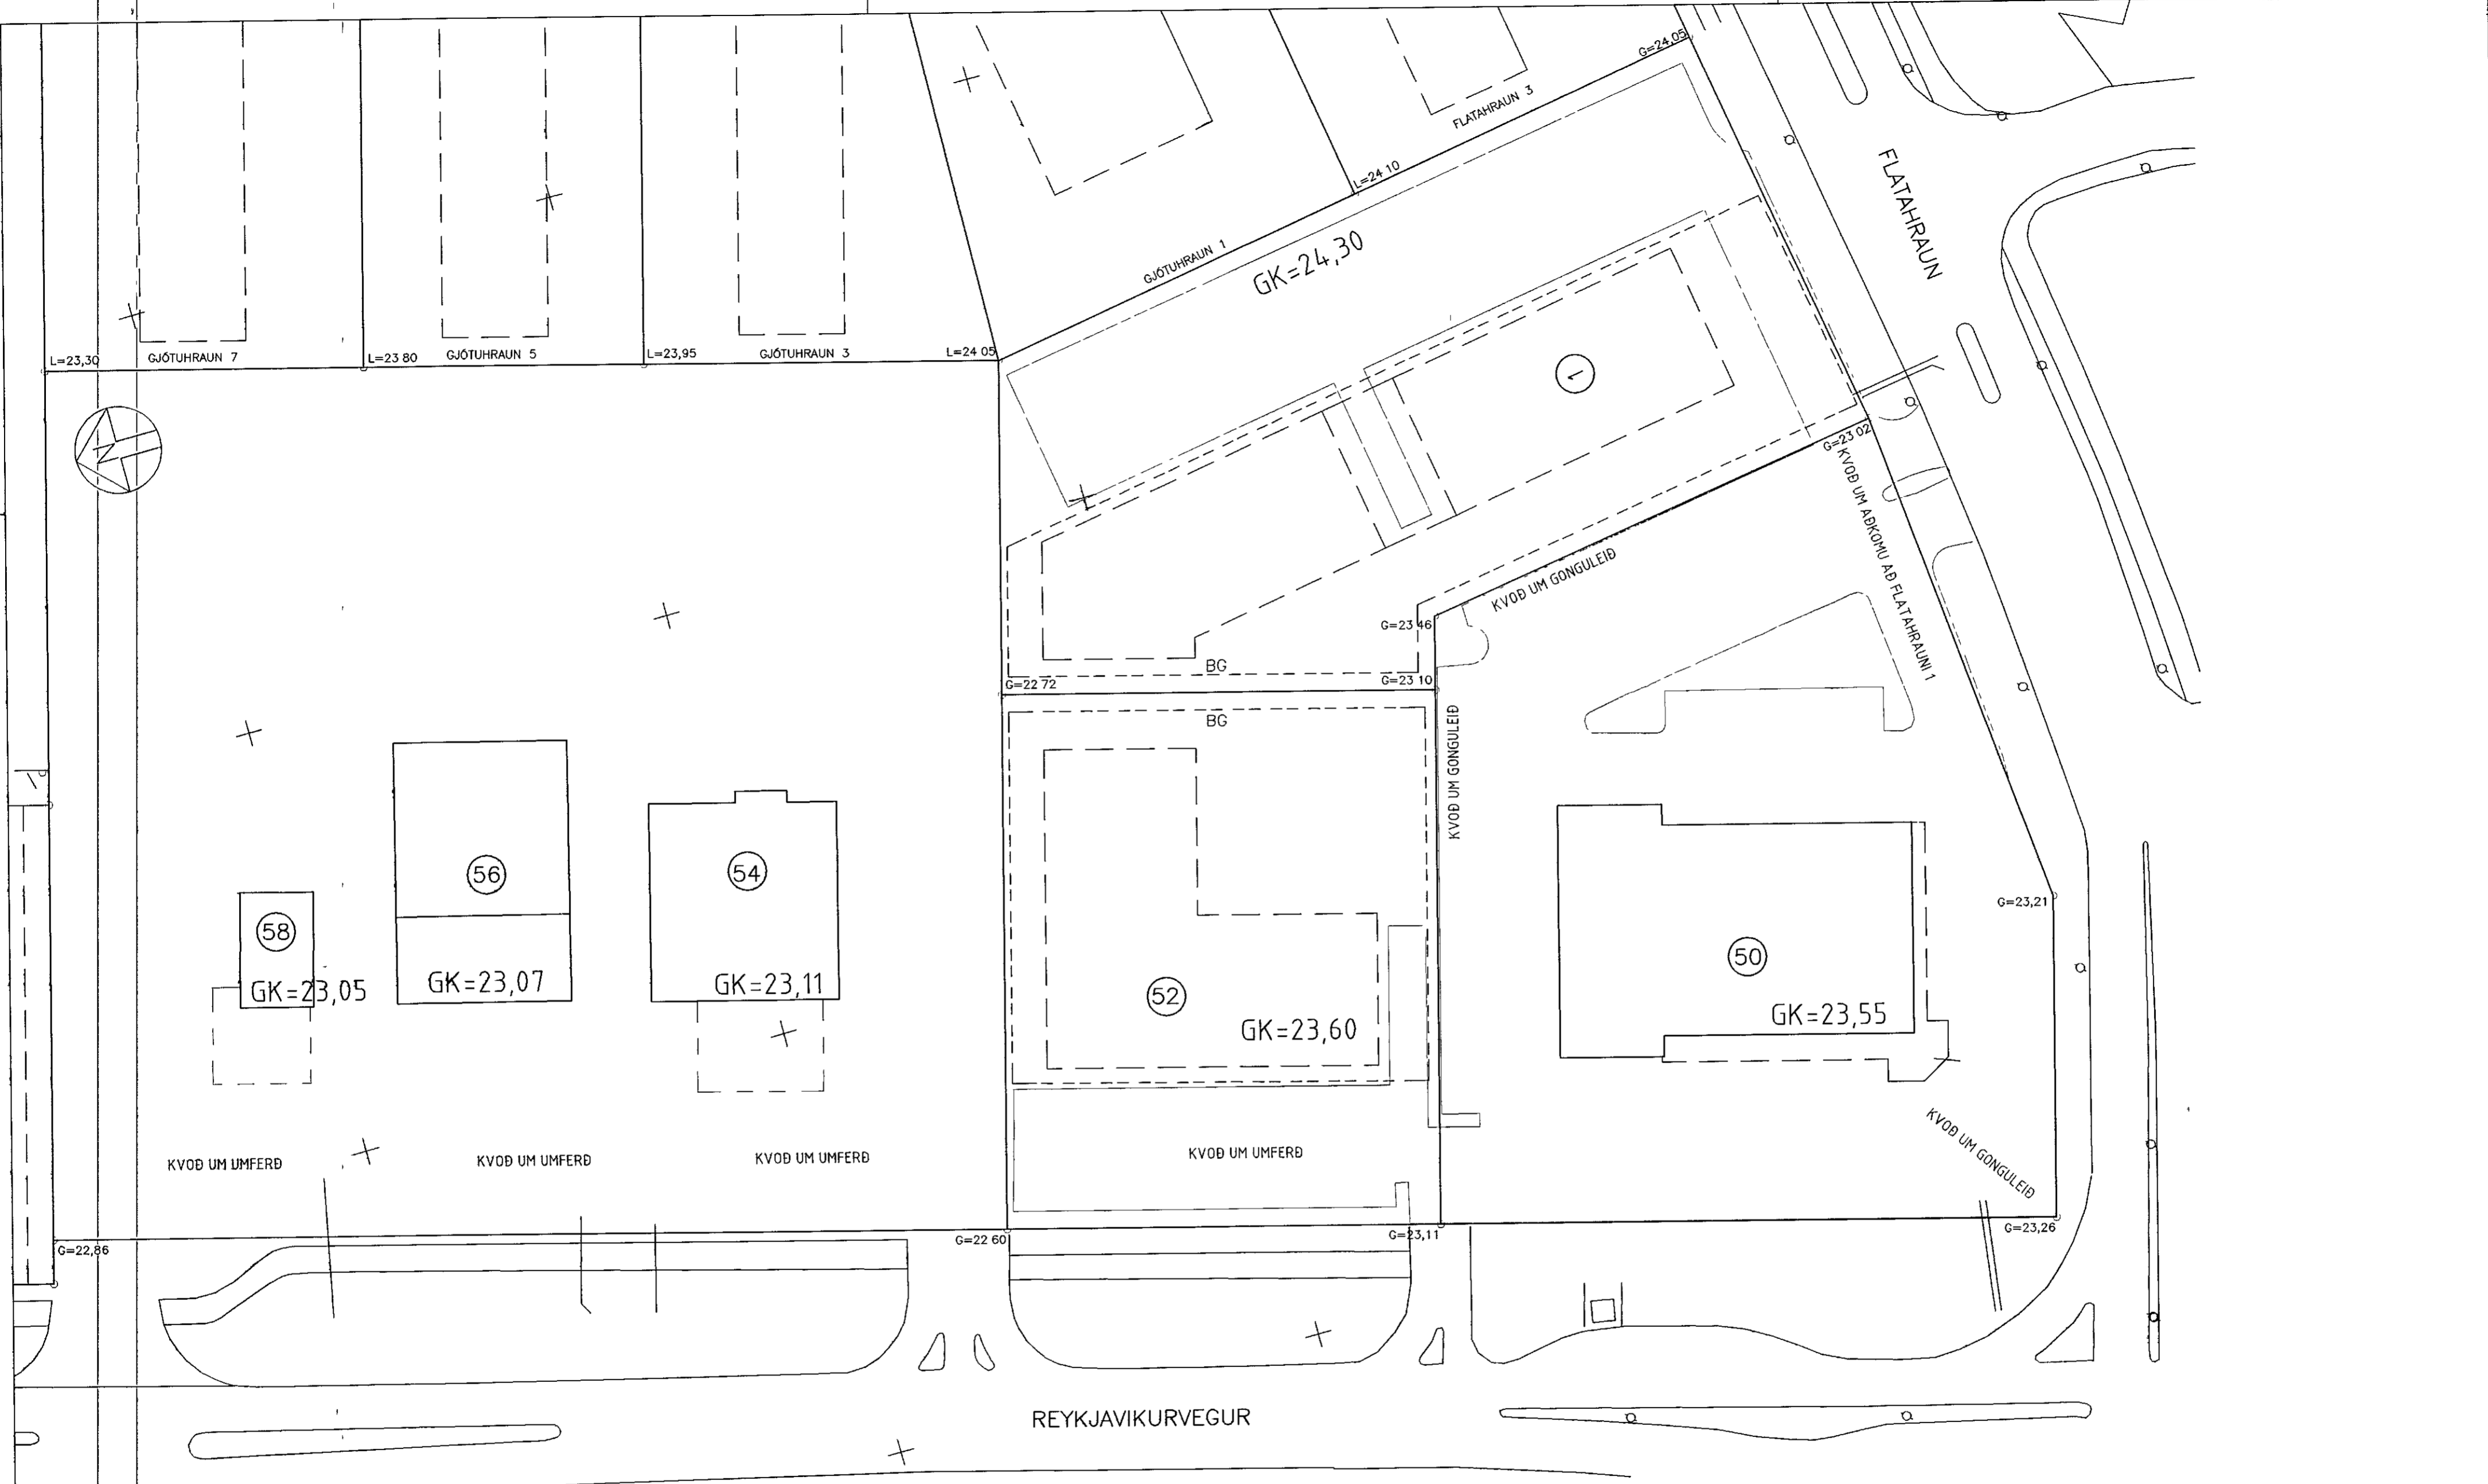 G=24,05
FLATAHRAUN 3
L=24 10
FLATAHRAUN
GJÓTUHRAUN 1
GK=24,30
L=23,30
GJÓTUHRAUN 7
L=23 80
GJÓTUHRAUN 5
L=23,95
GJÓTUHRAUN 3
L=24 05
1
N
G=23 02
KVOÐ UM AÐKOMU AÐ FLATAHRAUNI 1
KVOÐ UM GONGULEIÐ
G=23 46
BG
G=22 72
G=23 10
BG
KVOÐ UM GONGULEIÐ
56
54
58
52
50
G=23,21
GK=23,05
GK=23,07
GK=23,11
GK=23,60
GK=23,55
KVOÐ UM UMFERÐ
KVOÐ UM UMFERÐ
KVOÐ UM UMFERÐ
KVOÐ UM UMFERÐ
KVOÐ UM GONGULEIÐ
G=22,86
G=22 60
G=23,11
G=23,26
REYKJAVIKURVEGUR